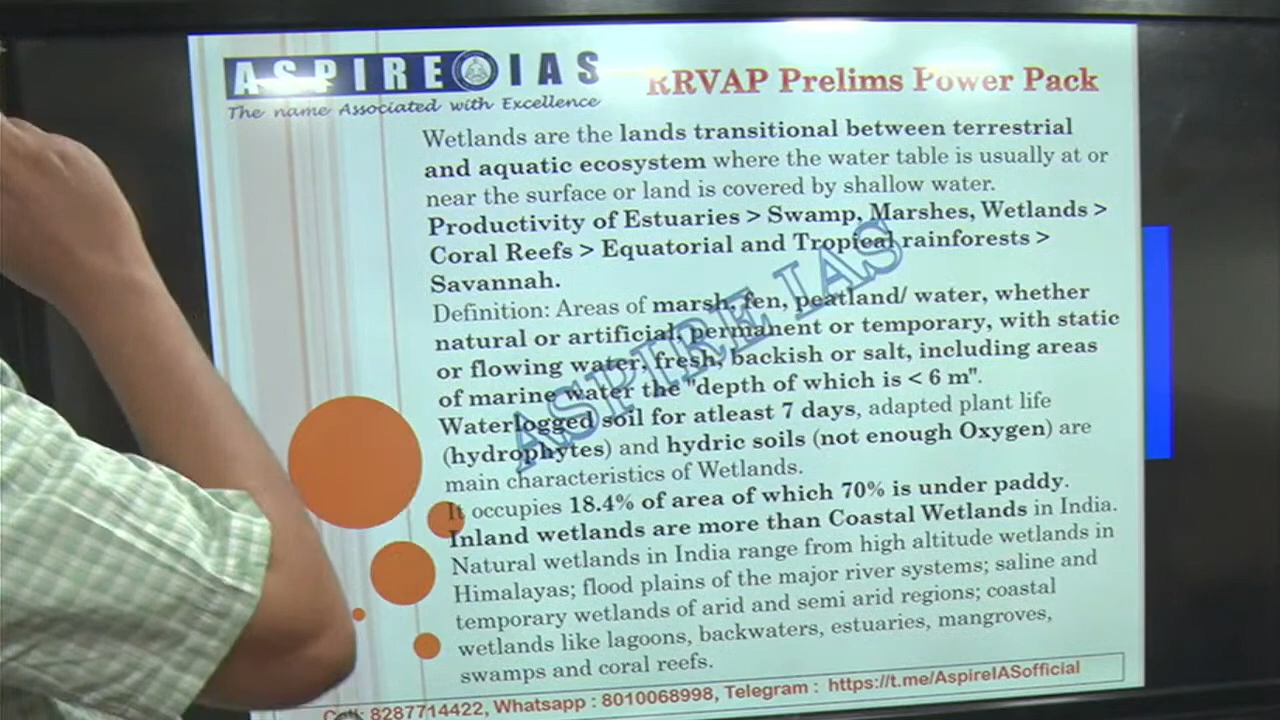 ASPIRE IAS
The name Associated with Excellence
RRVAP Prelims Power Pack
Wetlands are the lands transitional between terrestrial
and aquatic ecosystem where the water table is usually at or
near the surface or land is covered by shallow water.
Productivity of Estuaries > Swamp, Marshes, Wetlands >
Coral Reefs > Equatorial and Tropical rainforests >
Savannah.
Definition: Areas of marsh, fen, peatland/ water, whether
natural or artificial, permanent or temporary, with static
or flowing water, fresh, backish or salt, including areas
of marine water the "depth of which is < 6 m".
Waterlogged soil for atleast 7 days, adapted plant life
(hydrophytes) and hydric soils (not enough Oxygen) are
main characteristics of Wetlands.
It occupies 18.4% of area of which 70% is under paddy.
Inland wetlands are more than Coastal Wetlands in India.
Natural wetlands in India range from high altitude wetlands in
Himalayas; flood plains of the major river systems; saline and
temporary wetlands of arid and semi arid regions; coastal
wetlands like lagoons, backwaters, estuaries, mangroves,
swamps and coral reefs.
ASPIRE IAS
Call: 8287714422, Whatsapp : 8010068998, Telegram : https://t.me/AspireIASofficial